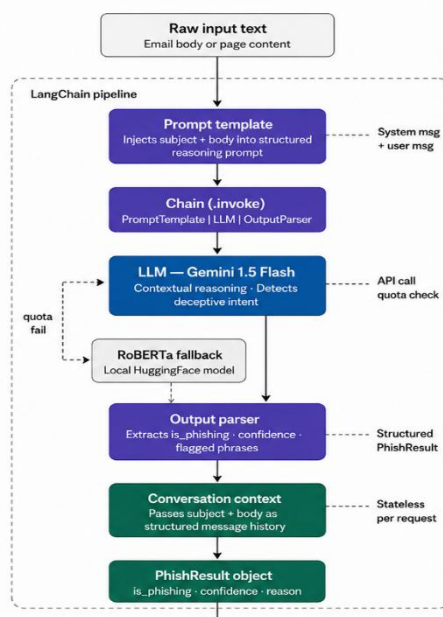 Raw input text
Email body or page content
LangChain pipeline
Prompt template
Injects subject + body into structured
reasoning prompt
System msg
+ user msg
Chain (.invoke)
PromptTemplate | LLM | OutputParser
LLM — Gemini 1.5 Flash
Contextual reasoning · Detects
deceptive intent
API call
quota check
quota
fail
RoBERTa fallback
Local HuggingFace model
Output parser
Extracts is_phishing · confidence ·
flagged phrases
Structured
PhishResult
Conversation context
Passes subject + body as
structured message history
Stateless
per request
PhishResult object
is_phishing · confidence · reason